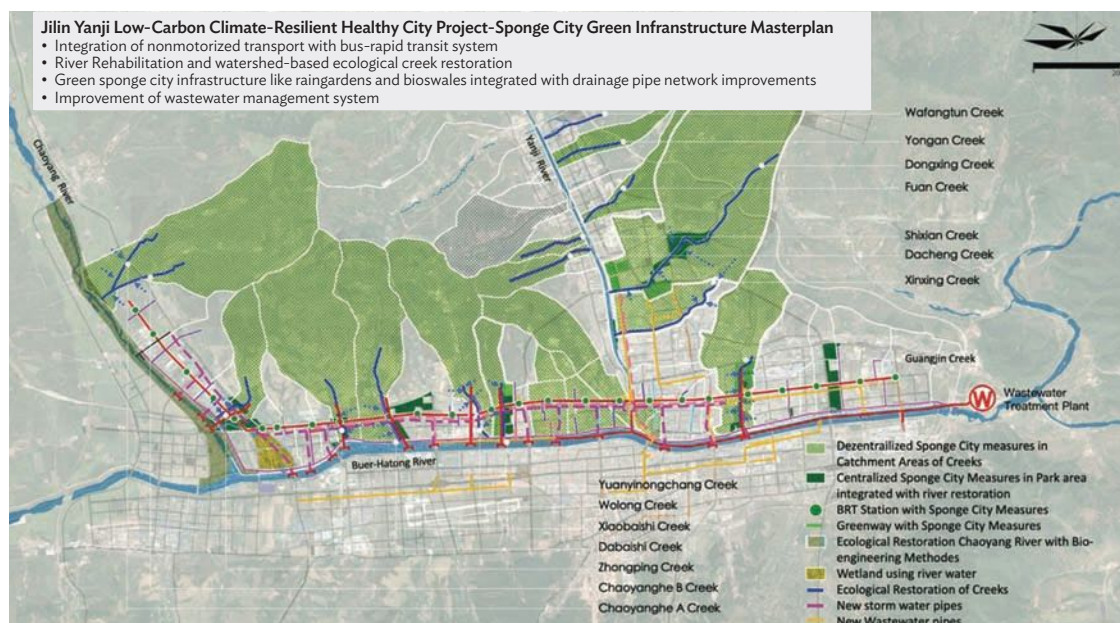 Jilin Yanji Low-Carbon Climate-Resilient Healthy City Project-Sponge City Green Infranstructure Masterplan
• Integration of nonmotorized transport with bus-rapid transit system
• River Rehabilitation and watershed-based ecological creek restoration
• Green sponge city infrastructure like raingardens and bioswales integrated with drainage pipe network improvements
• Improvement of wastewater management system
Chaoyang River
Yanji River
Wafangtun Creek
Yongan Creek
Dongxing Creek
Fuan Creek
Shixian Creek
Dacheng Creek
Xinxing Creek
Guangjin Creek
W
Wastewater
Treatment Plant
Buer-Hatong River
Yuanyinongchang Creek
Wolong Creek
Xiaobaishi Creek
Dabaishi Creek
Zhongping Creek
Chaoyanghe B Creek
Chaoyanghe A Creek
Dezentrailized Sponge City measures in
Catchment Areas of Creeks
Centralized Sponge City Measures in Park area
integrated with river restoration
BRT Station with Sponge City Measures
Greenway with Sponge City Measures
Ecological Restoration Chaoyang River with Bio-
engineering Methodes
Wetland using river water
Ecological Restoration of Creeks
New storm water pipes
New Wastewater pipes